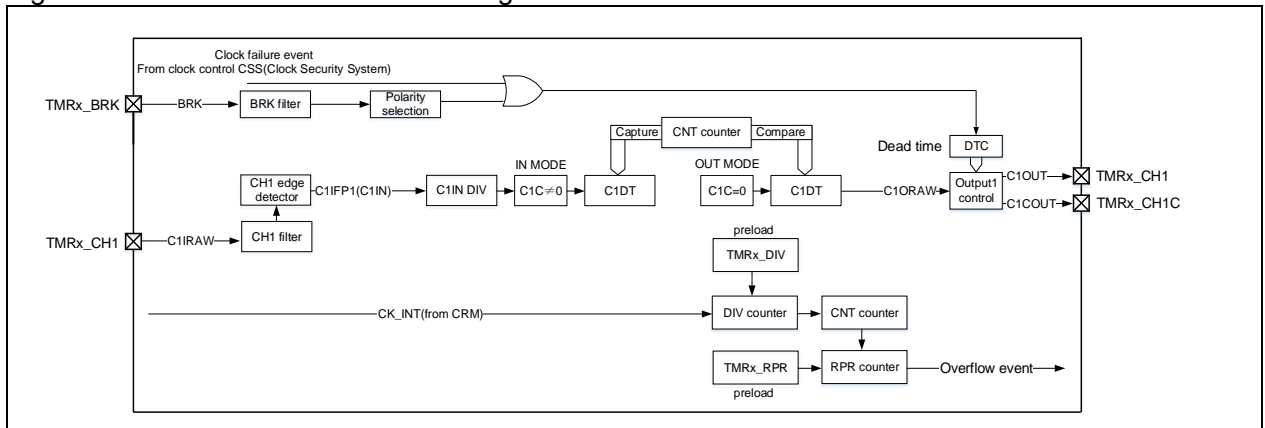 Clock failure event
From clock control CSS(Clock Security System)
TMRx_BRK
BRK
BRK filter
Polarity
selection
Capture
CNT counter
Compare
Dead time
DTC
IN MODE
OUT MODE
CH1 edge
detector
C1IFP1(C1IN)
C1IN DIV
C1C≠0
C1DT
C1C=0
C1DT
C1ORAW
Output1
control
C1OUT
TMRx_CH1
C1COUT
TMRx_CH1C
TMRx_CH1
C1IRAW
CH1 filter
preload
TMRx_DIV
CK_INT(from CRM)
DIV counter
CNT counter
TMRx_RPR
RPR counter
Overflow event
preload